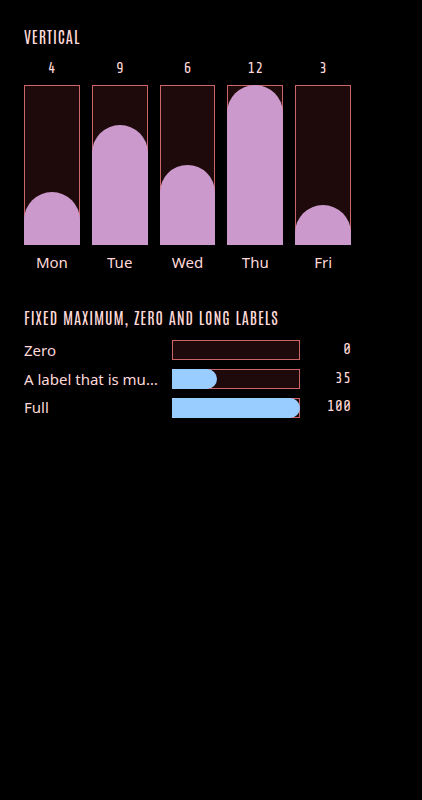 VERTICAL
4 9 6 12 3
Mon Tue Wed Thu Fri
FIXED MAXIMUM, ZERO AND LONG LABELS
Zero 0
A label that is mu... 35
Full 100